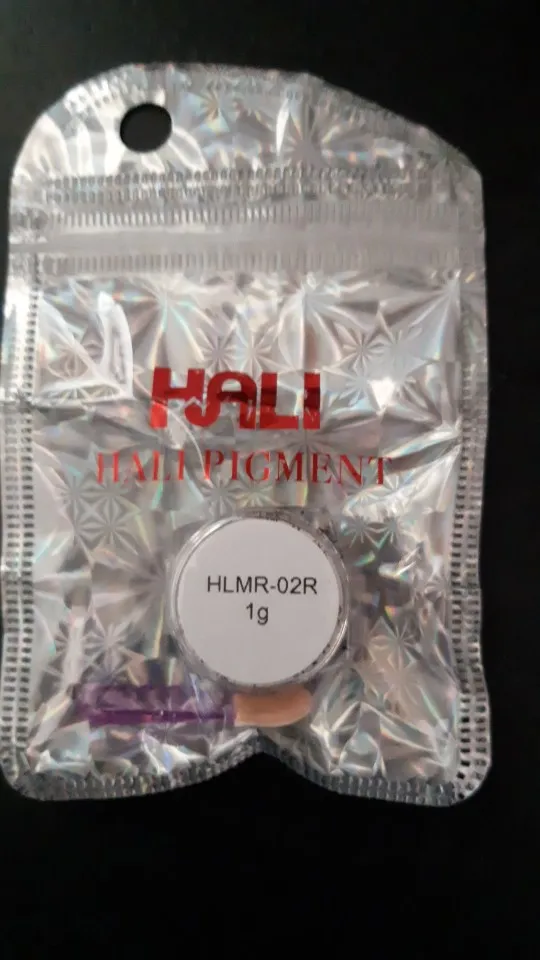 HALI
HALI PIGMENT
HLMR-02R
1g